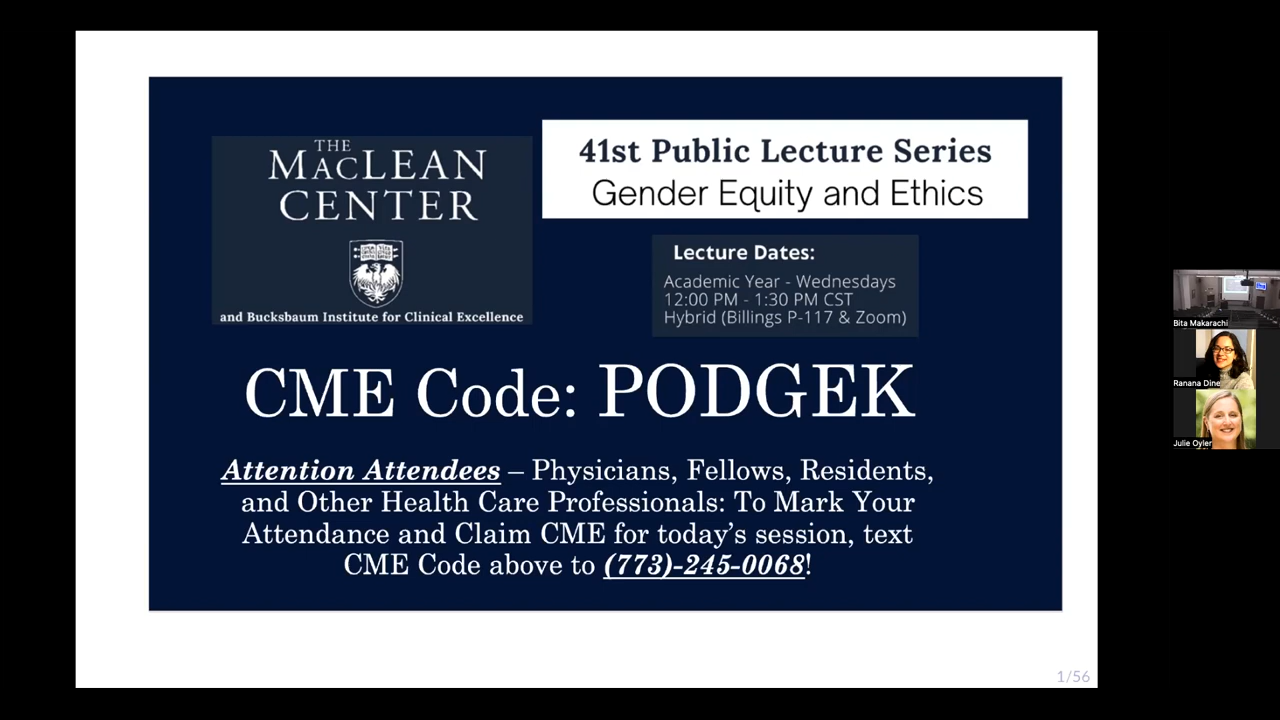 THE
MACLEAN
CENTER
and Bucksbaum Institute for Clinical Excellence
41st Public Lecture Series
Gender Equity and Ethics
Lecture Dates:
Academic Year - Wednesdays
12:00 PM - 1:30 PM CST
Hybrid (Billings P-117 & Zoom)
CME Code: PODGEK
Attention Attendees – Physicians, Fellows, Residents,
and Other Health Care Professionals: To Mark Your
Attendance and Claim CME for today's session, text
CME Code above to (773)-245-0068!
1/56
Bita Makarachi
Ranana Dine
Julie Oyler